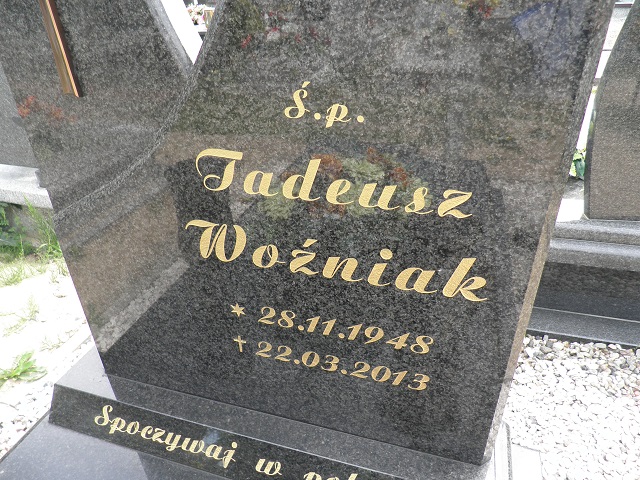 Ś.p.
Tadeusz
Woźniak
* 28.11.1948
† 22.03.2013
Spoczywaj w